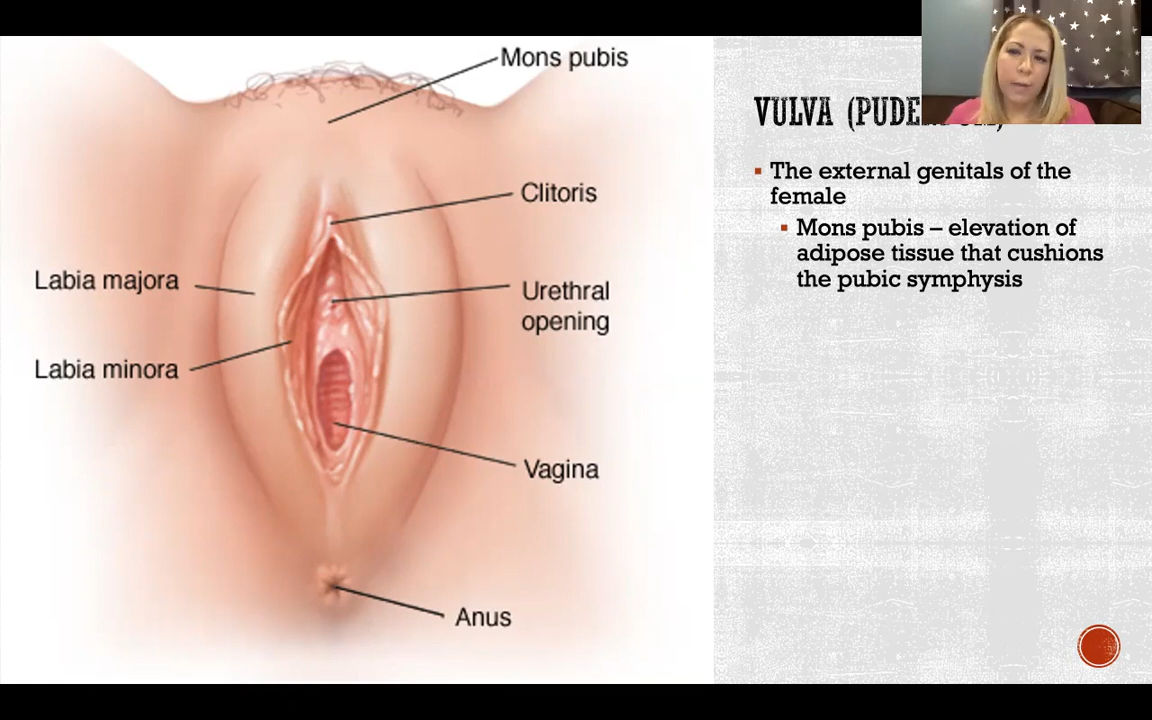 Mons pubis
Clitoris
Labia majora
Urethral
opening
Labia minora
Vagina
Anus
VULVA
▪ The external genitals of the
female
▪ Mons pubis – elevation of
adipose tissue that cushions
the pubic symphysis